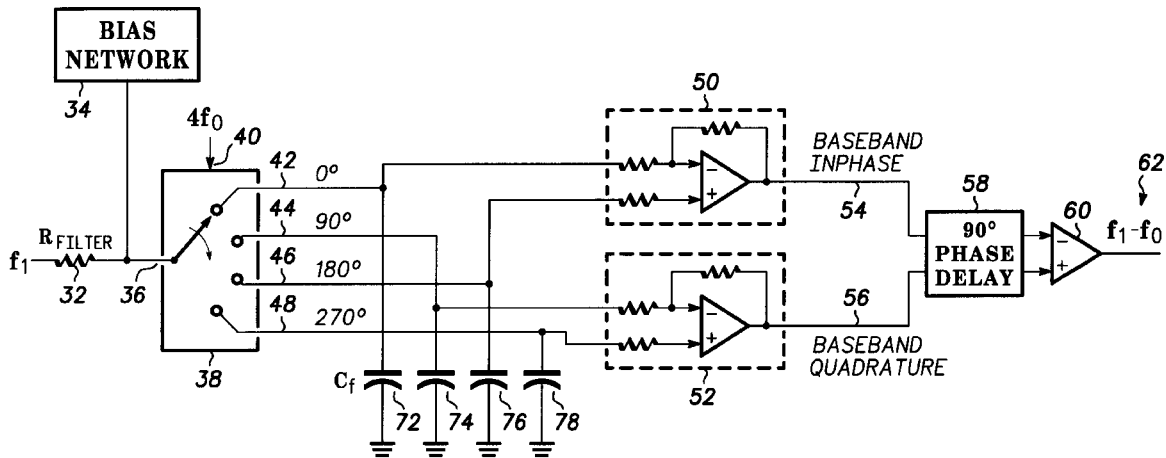 BIAS
NETWORK
34
4f0
40
42
0°
44
90°
46
180°
48
270°
RFILTER
f1
32
36
38
Cf
72
74
76
78
50
-
+
52
-
+
BASEBAND
INPHASE
54
56
BASEBAND
QUADRATURE
58
90°
PHASE
DELAY
60
-
+
62
f1-f0